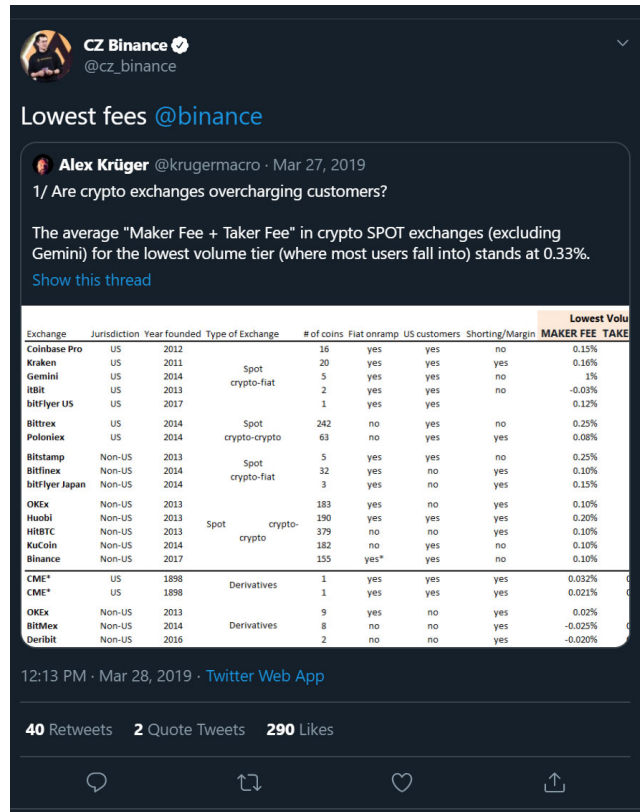 CZ Binance
@cz_binance
Lowest fees @binance
Alex Krüger @krugermacro · Mar 27, 2019
1/ Are crypto exchanges overcharging customers?
The average "Maker Fee + Taker Fee" in crypto SPOT exchanges (excluding
Gemini) for the lowest volume tier (where most users fall into) stands at 0.33%.
Show this thread
Lowest Volu
Exchange Jurisdiction Year founded Type of Exchange # of coins Fiat onramp US customers Shorting/Margin MAKER FEE TAKE
Coinbase Pro US 2012 16 yes yes no 0.15%
Kraken US 2011 20 yes yes yes 0.16%
Spot
Gemini US 2014 5 yes yes no 1%
crypto-fiat
itBit US 2013 2 yes yes no -0.03%
bitFlyer US US 2017 1 yes yes 0.12%
Bittrex US 2014 Spot 242 no yes no 0.25%
Poloniex US 2014 crypto-crypto 63 no yes yes 0.08%
Bitstamp Non-US 2013 5 yes yes no 0.25%
Spot
Bitfinex Non-US 2014 32 yes no yes 0.10%
crypto-fiat
bitFlyer Japan Non-US 2014 3 yes no yes 0.15%
OKEx Non-US 2013 183 yes no yes 0.10%
Huobi Non-US 2013 190 yes yes yes 0.20%
Spot crypto-
HitBTC Non-US 2013 379 no no yes 0.10%
crypto
KuCoin Non-US 2014 182 no yes no 0.10%
Binance Non-US 2017 155 yes* yes no 0.10%
CME* US 1898 1 yes yes yes 0.032%
Derivatives
CME* US 1898 1 yes yes yes 0.021%
OKEx Non-US 2013 9 yes no yes 0.02%
BitMex Non-US 2014 Derivatives 8 no no yes -0.025%
Deribit Non-US 2016 2 no no yes -0.020%
12:13 PM · Mar 28, 2019 · Twitter Web App
40 Retweets 2 Quote Tweets 290 Likes